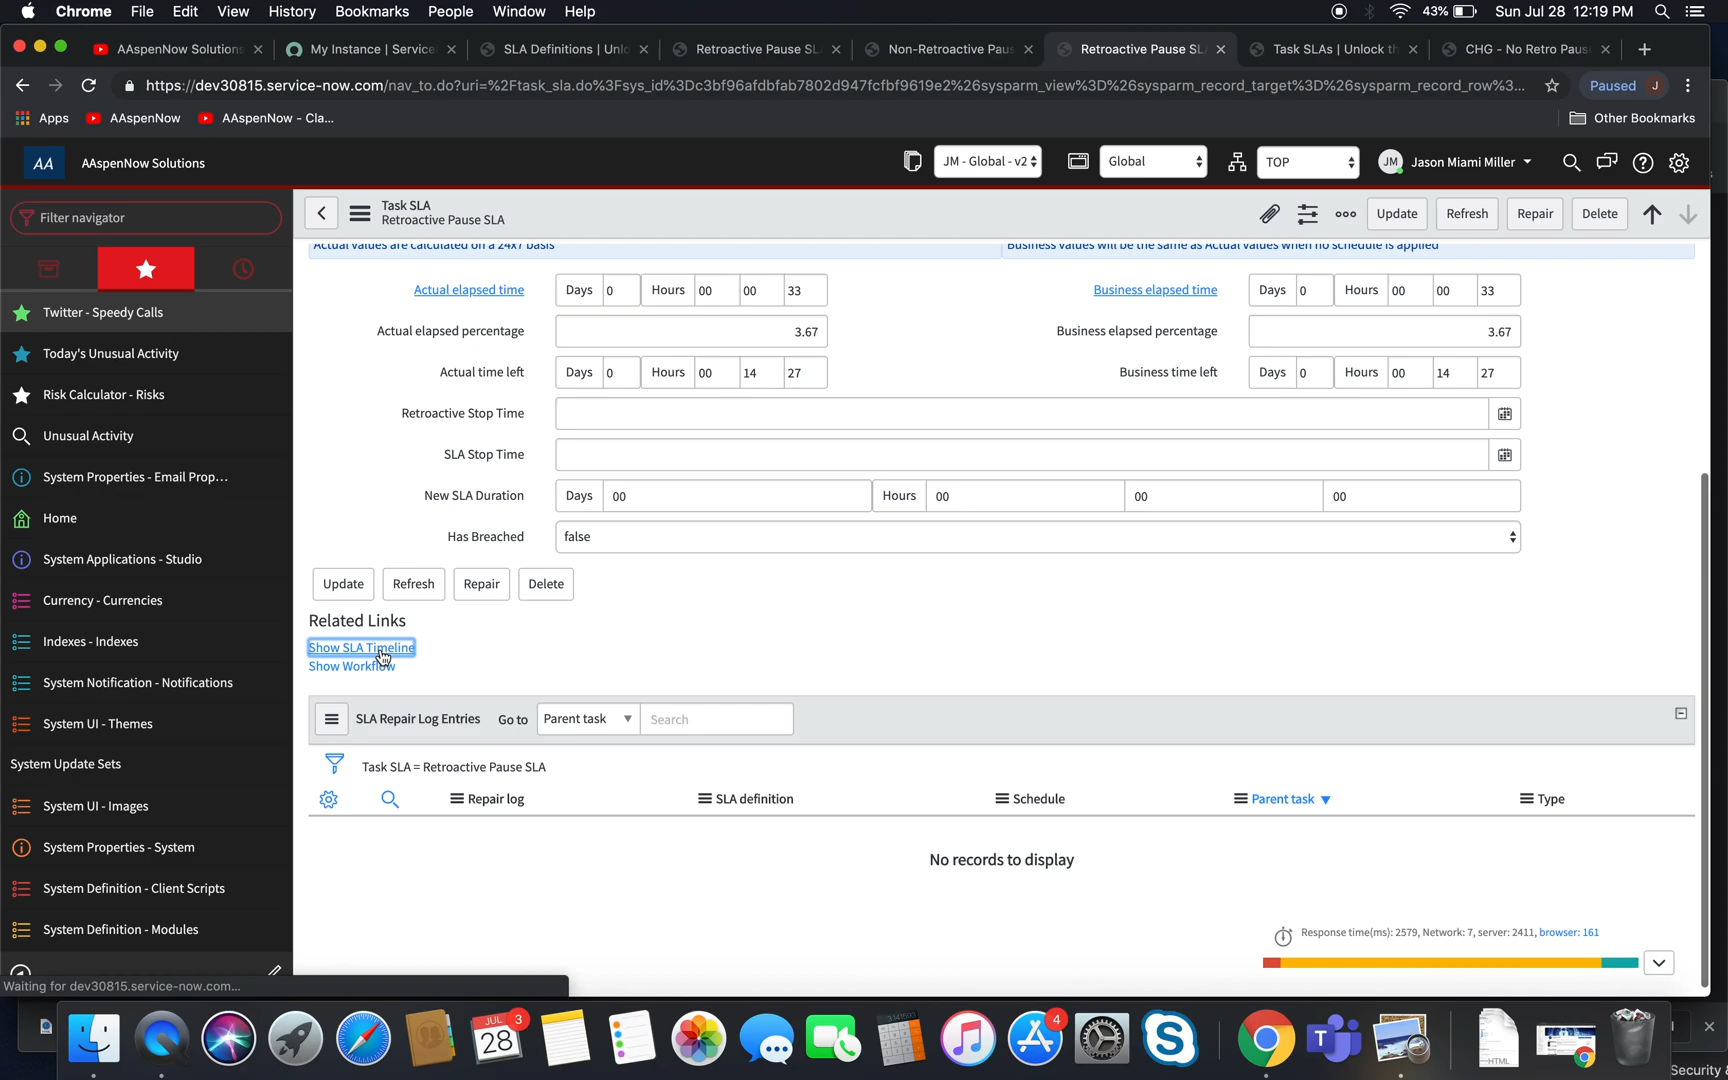 Chrome File Edit View History Bookmarks People Window Help 43% Sun Jul 28 12:19 PM
AAspenNow Solutions My Instance | Service SLA Definitions | Unlo Retroactive Pause SL Non-Retroactive Paus Retroactive Pause SL Task SLAs | Unlock th CHG - No Retro Paus
https://dev30815.service-now.com/nav_to.do?uri=%2Ftask_sla.do%3Fsys_id%3Dc3bf96afdbfab7802d947fcfbf9619e2%26sysparm_view%3D%26sysparm_record_target%3D%26sysparm_record_row%3... Paused J
Apps AAspenNow AAspenNow - Cla... Other Bookmarks
AA AAspenNow Solutions JM - Global - v2 Global TOP JM Jason Miami Miller
Filter navigator
Task SLA
Retroactive Pause SLA
Update Refresh Repair Delete
Twitter - Speedy Calls
Today's Unusual Activity
Risk Calculator - Risks
Unusual Activity
System Properties - Email Prop...
Home
System Applications - Studio
Currency - Currencies
Indexes - Indexes
System Notification - Notifications
System UI - Themes
System Update Sets
System UI - Images
System Properties - System
System Definition - Client Scripts
System Definition - Modules
Waiting for dev30815.service-now.com...
Actual values are calculated on a 24x7 basis Business values will be the same as Actual values when no schedule is applied
Actual elapsed time Days 0 Hours 00 00 33 Business elapsed time Days 0 Hours 00 00 33
Actual elapsed percentage 3.67 Business elapsed percentage 3.67
Actual time left Days 0 Hours 00 14 27 Business time left Days 0 Hours 00 14 27
Retroactive Stop Time
SLA Stop Time
New SLA Duration Days 00 Hours 00 00 00
Has Breached false
Update Refresh Repair Delete
Related Links
Show SLA Timeline
Show Workflow
SLA Repair Log Entries Go to Parent task Search
Task SLA = Retroactive Pause SLA
Repair log SLA definition Schedule Parent task Type
No records to display
Response time(ms): 2579, Network: 7, server: 2411, browser: 161
JUL 28 3
4
HTML
Security